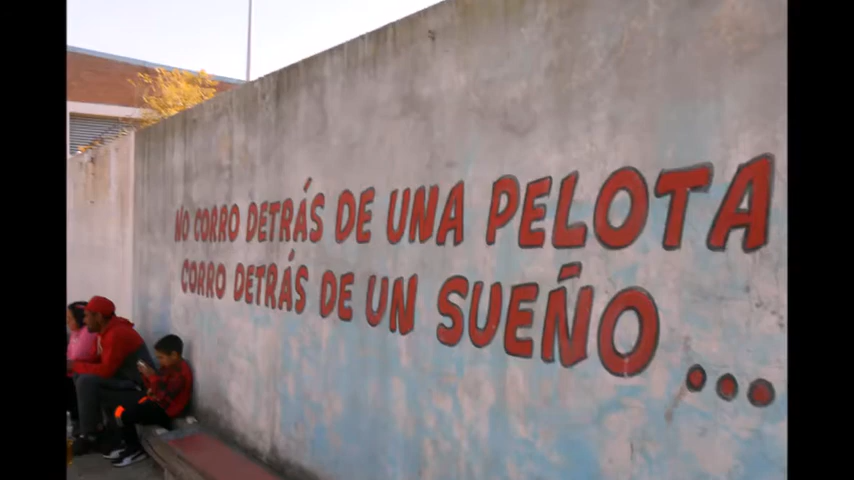 NO CORRO DETRÁS DE UNA PELOTA
CORRO DETRÁS DE UN SUEÑO...